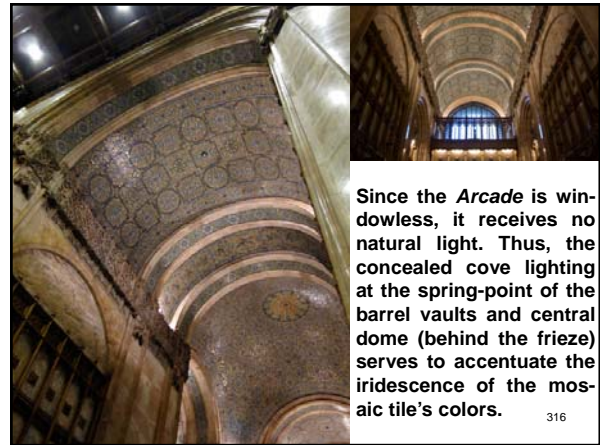 Since the Arcade is win-
dowless, it receives no
natural light. Thus, the
concealed cove lighting
at the spring-point of the
barrel vaults and central
dome (behind the frieze)
serves to accentuate the
iridescence of the mos-
aic tile's colors.
316